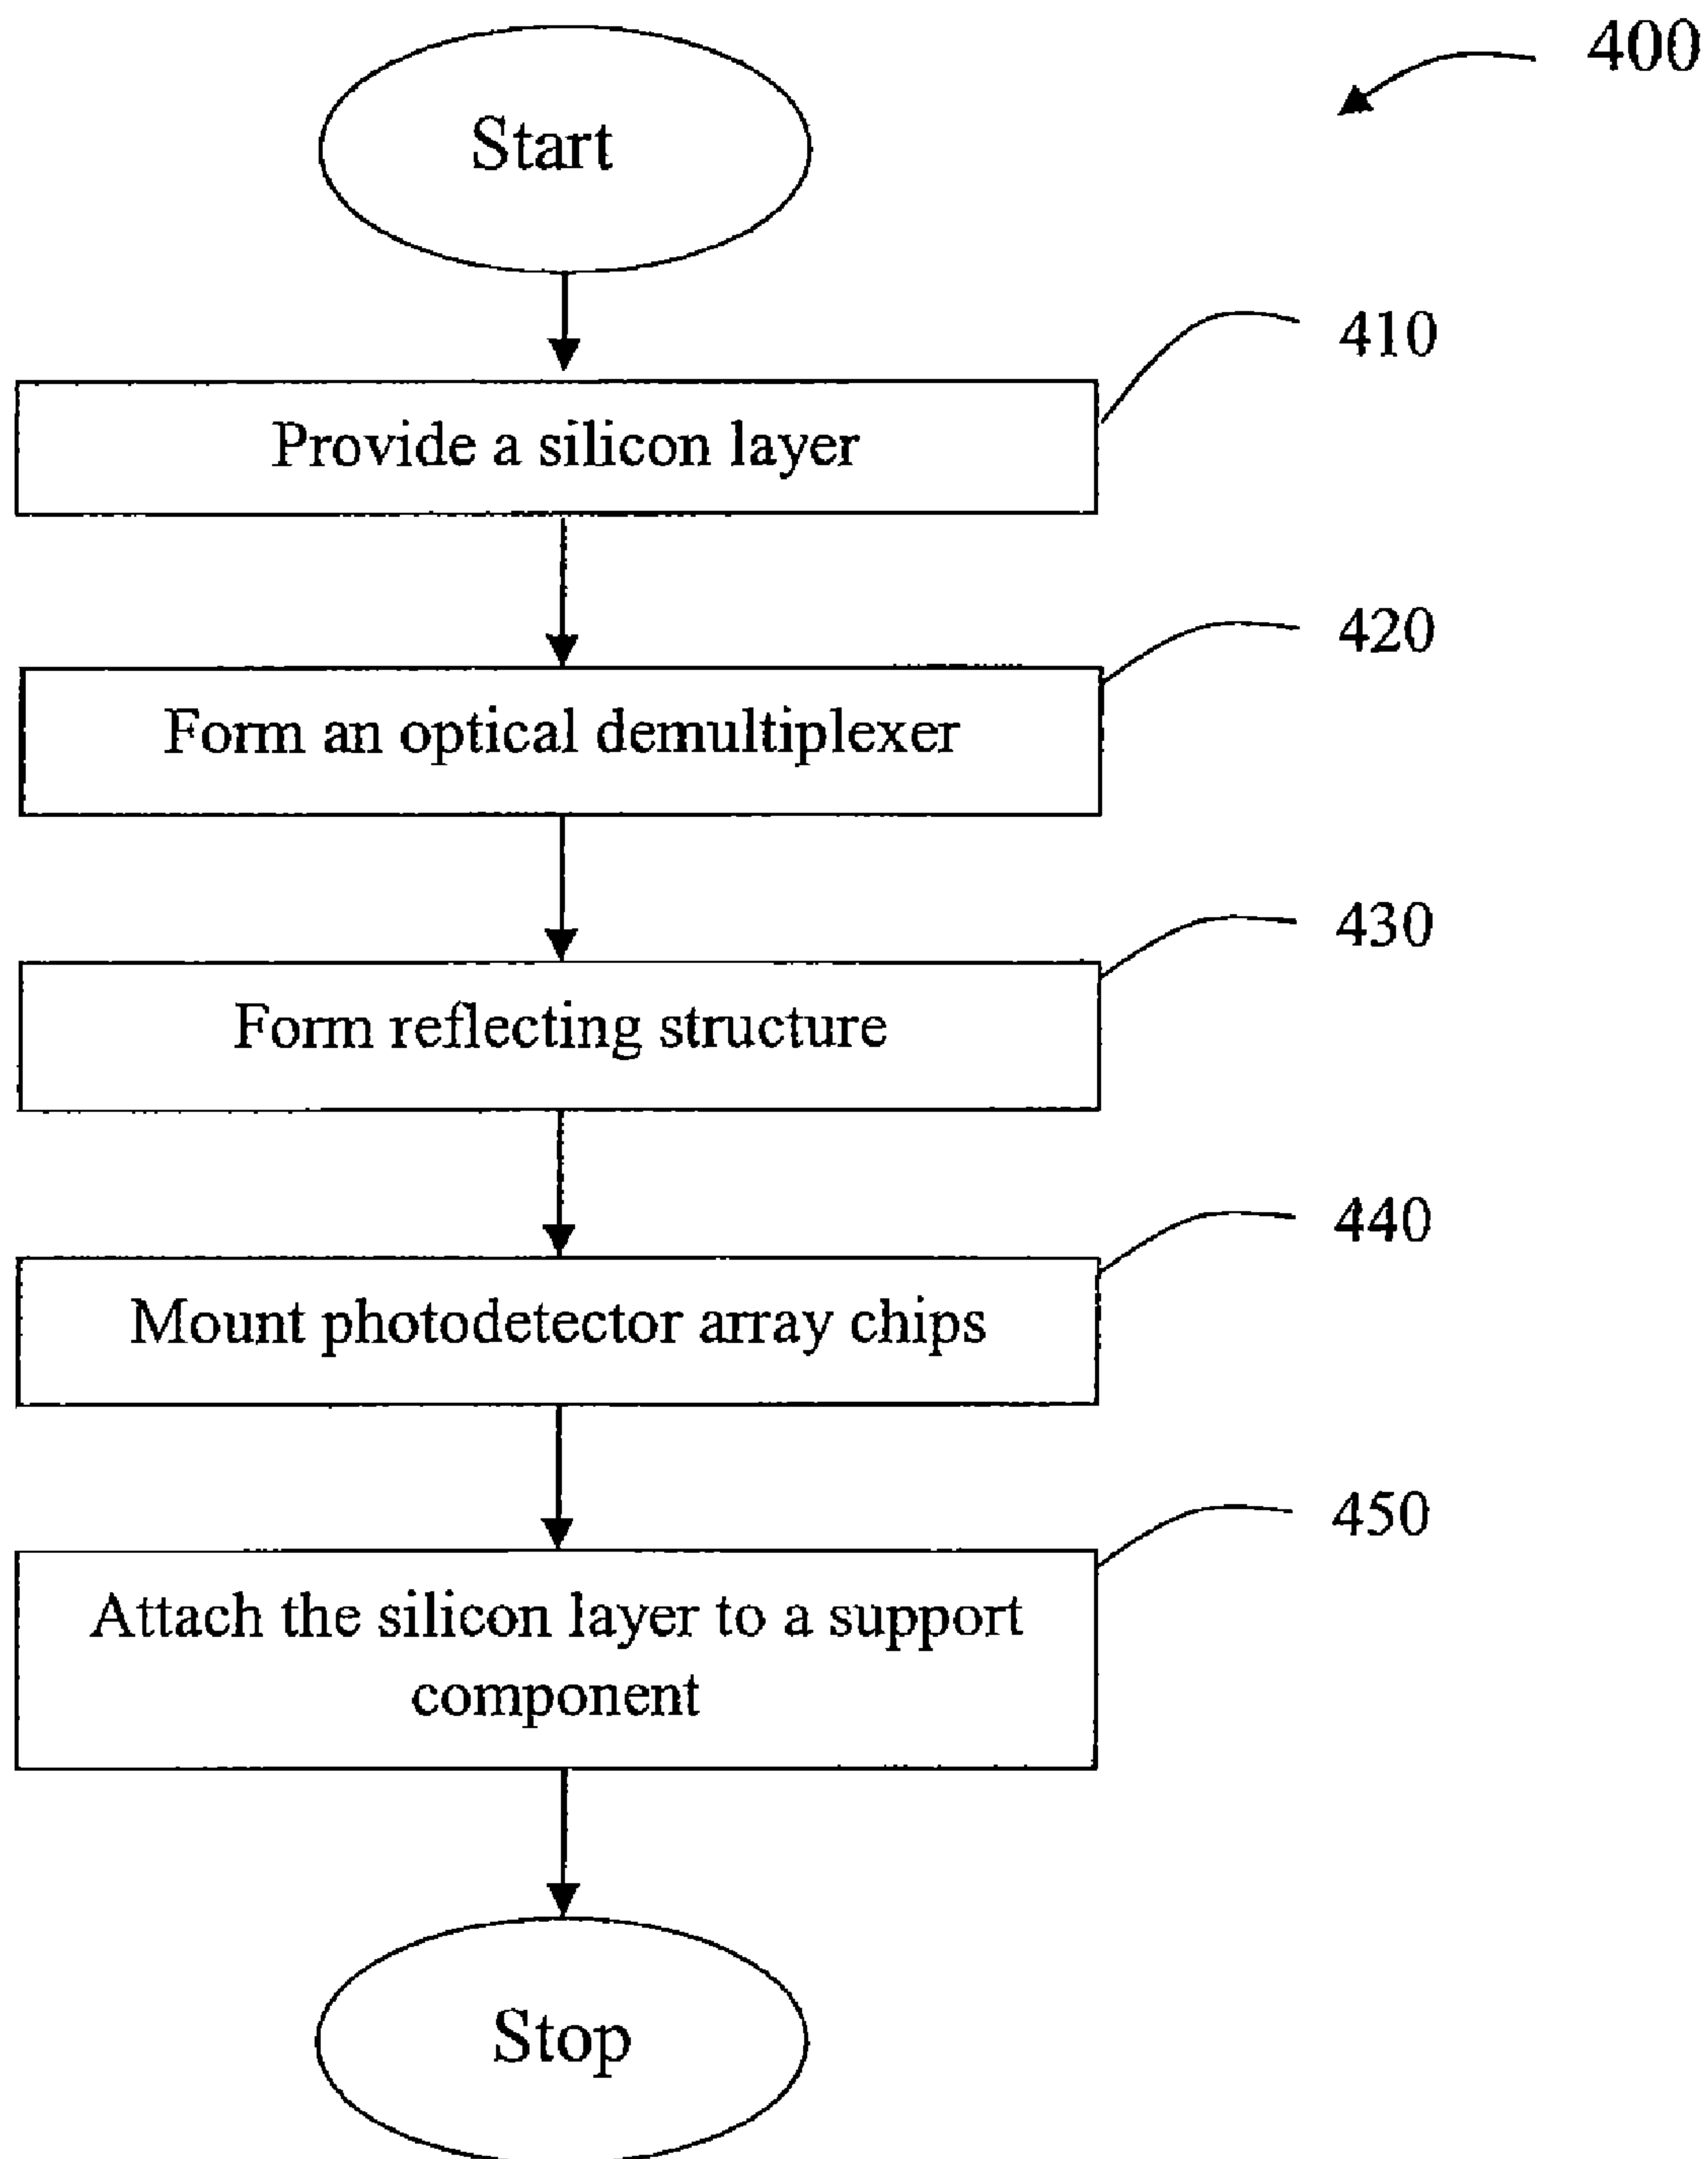 400
Start
410
Provide a silicon layer
420
Form an optical demultiplexer
430
Form reflecting structure
440
Mount photodetector array chips
450
Attach the silicon layer to a support
component
Stop